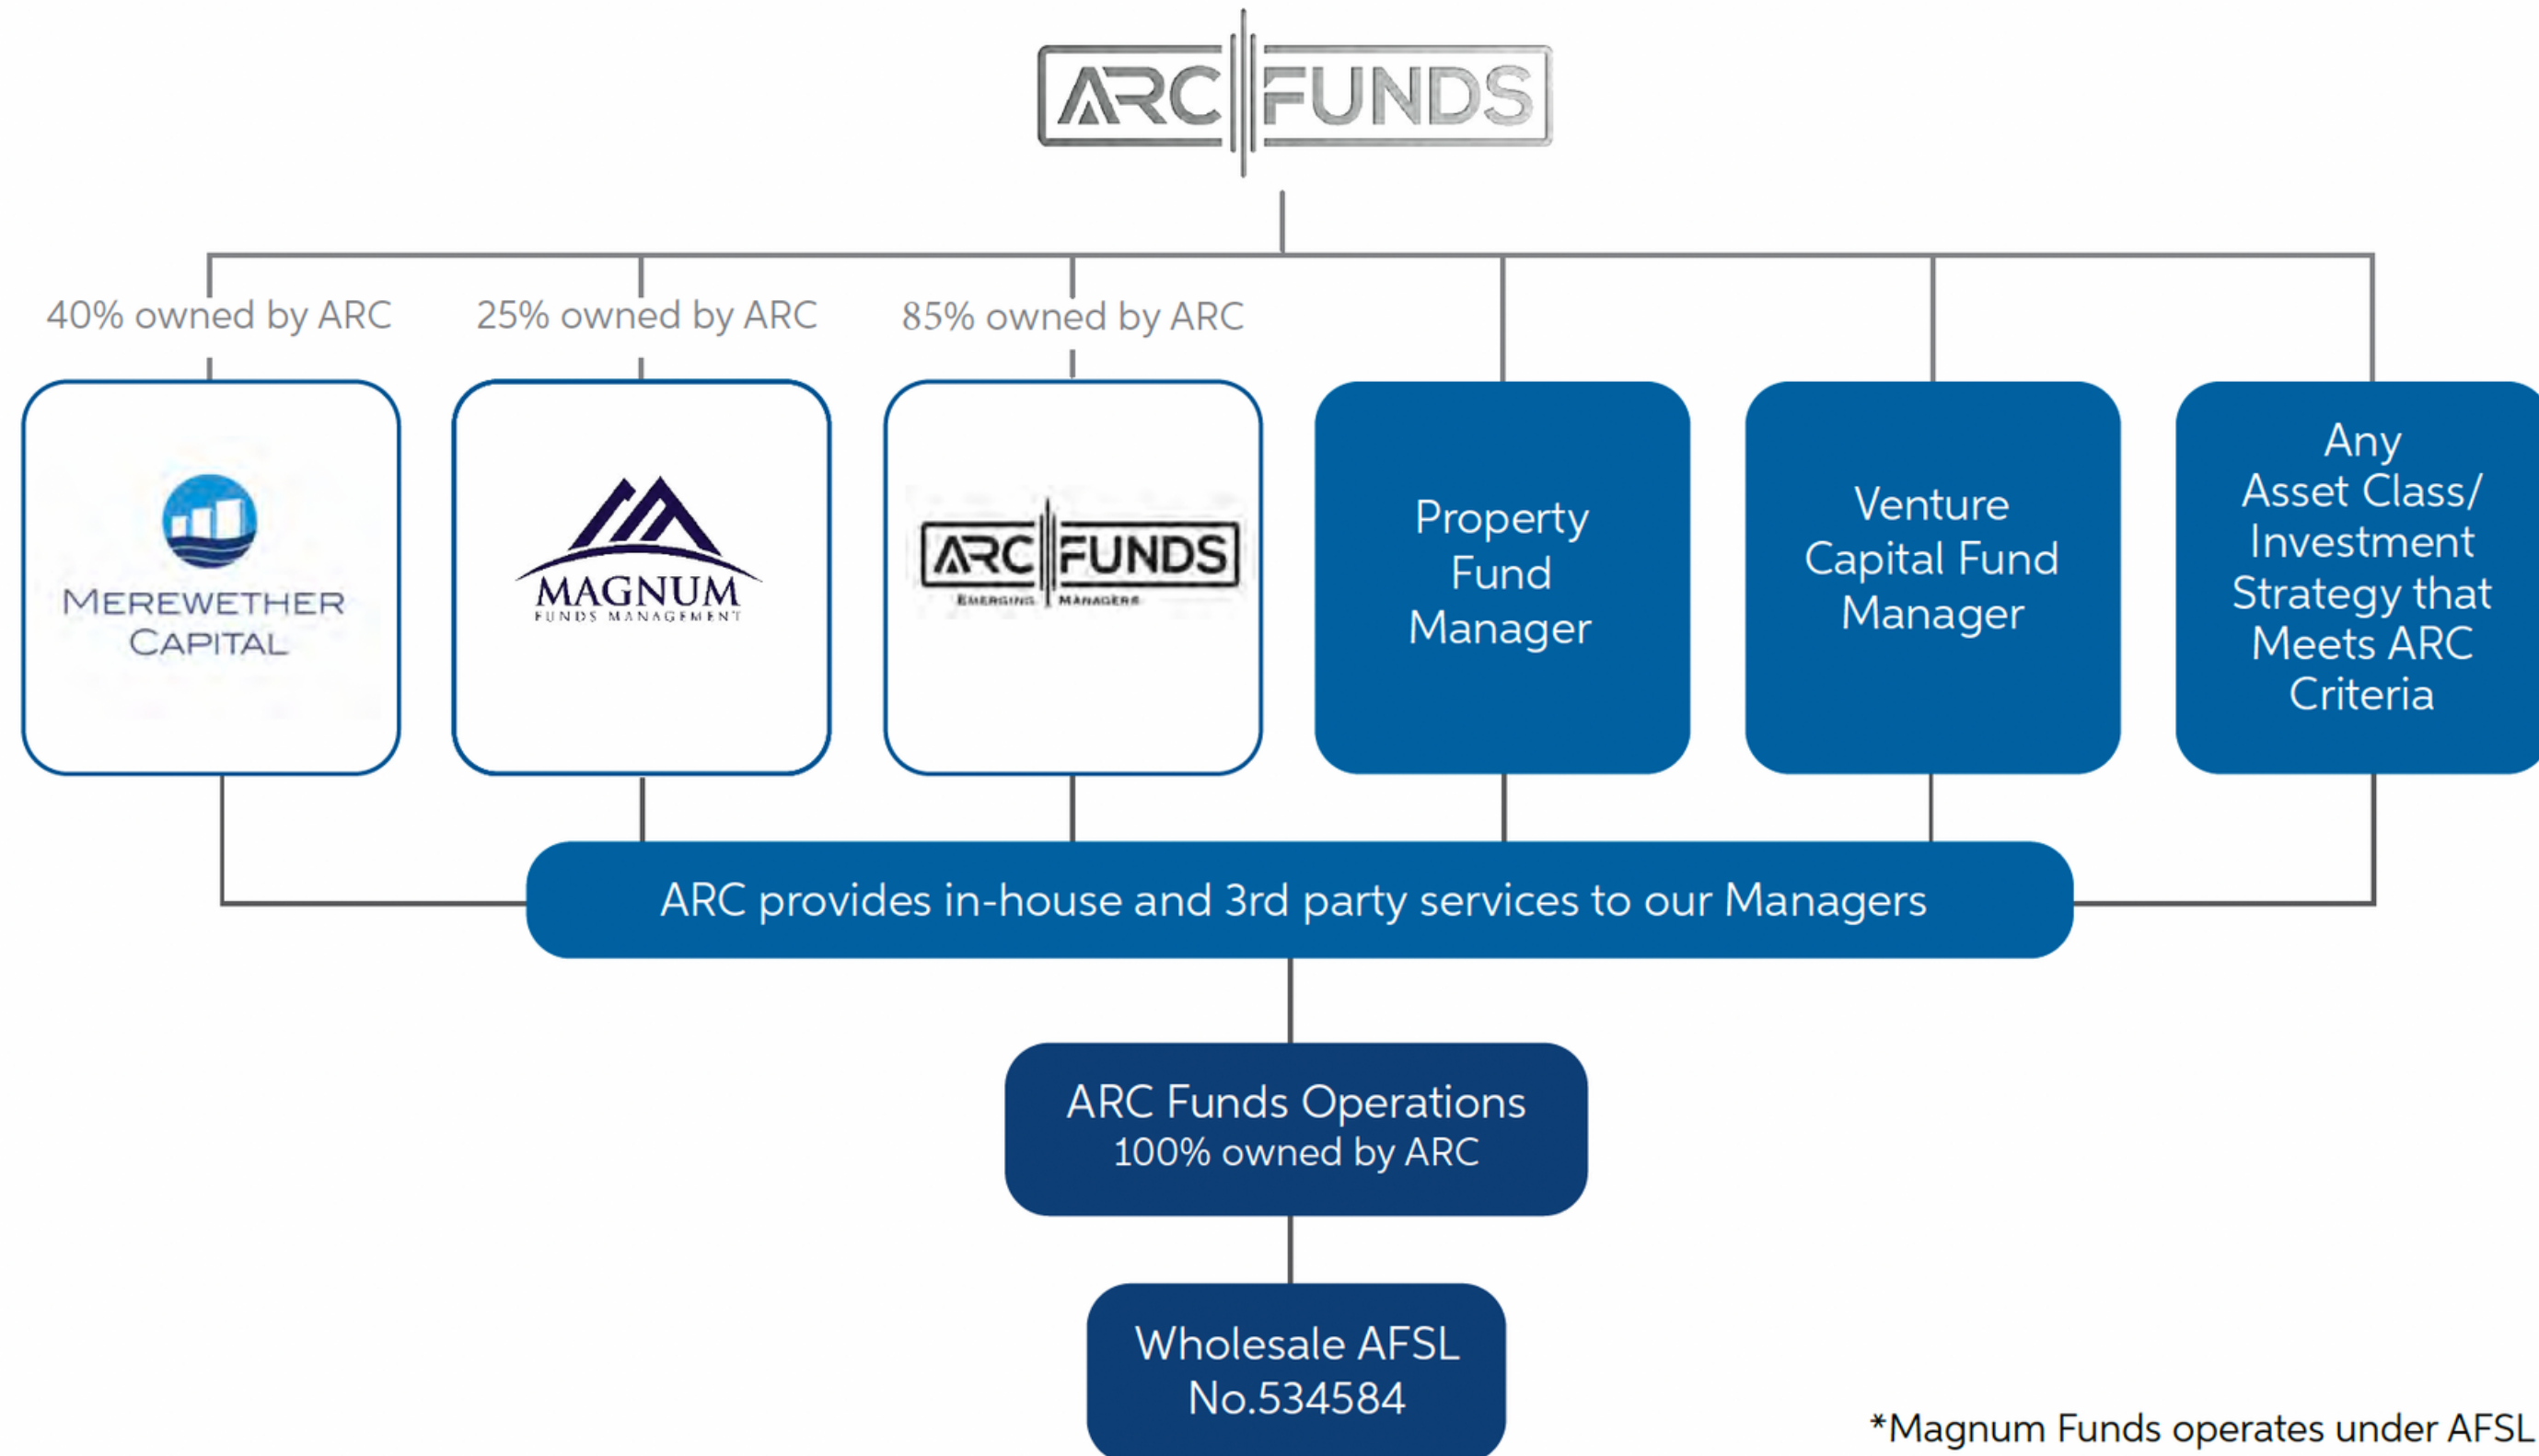 ARC FUNDS
40% owned by ARC
25% owned by ARC
85% owned by ARC
MEREWETHER
CAPITAL
MAGNUM
FUNDS MANAGEMENT
ARC FUNDS
EMERGING MANAGERS
Property
Fund
Manager
Venture
Capital Fund
Manager
Any
Asset Class/
Investment
Strategy that
Meets ARC
Criteria
ARC provides in-house and 3rd party services to our Managers
ARC Funds Operations
100% owned by ARC
Wholesale AFSL
No.534584
*Magnum Funds operates under AFSL